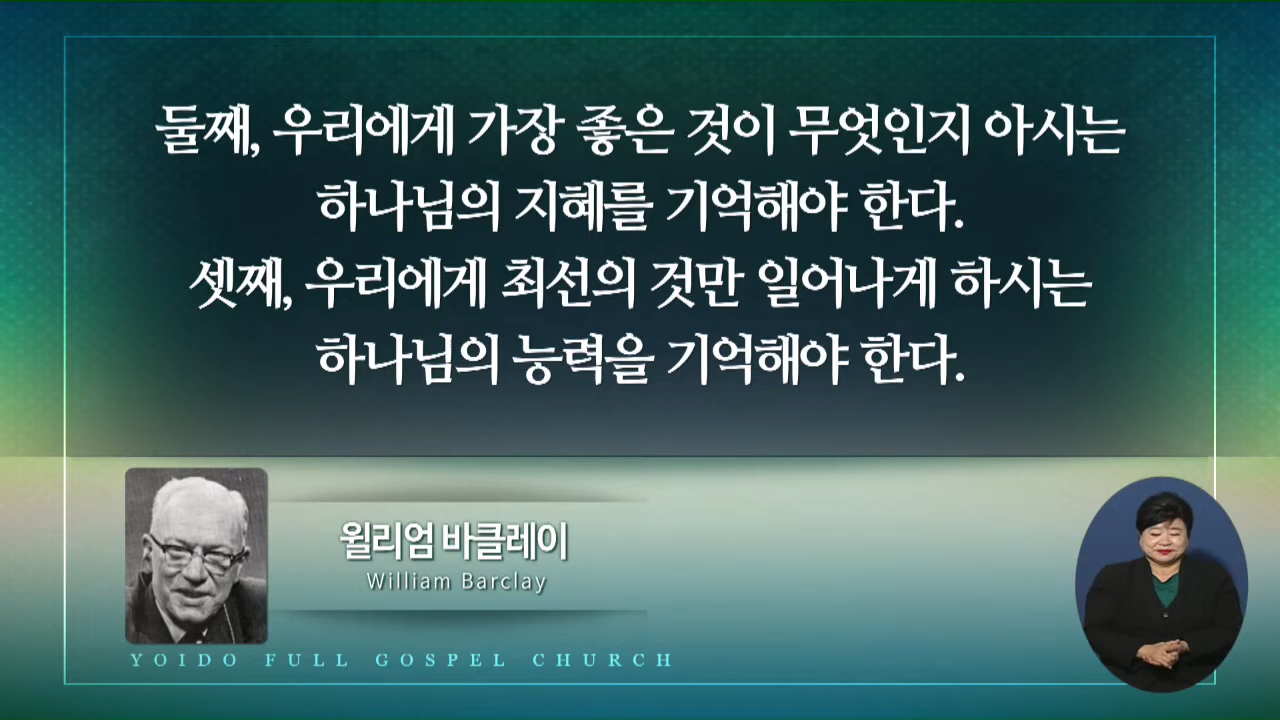 둘째, 우리에게 가장 좋은 것이 무엇인지 아시는
하나님의 지혜를 기억해야 한다.
셋째, 우리에게 최선의 것만 일어나게 하시는
하나님의 능력을 기억해야 한다.
윌리엄 바클레이
William Barclay
YOIDO FULL GOSPEL CHURCH